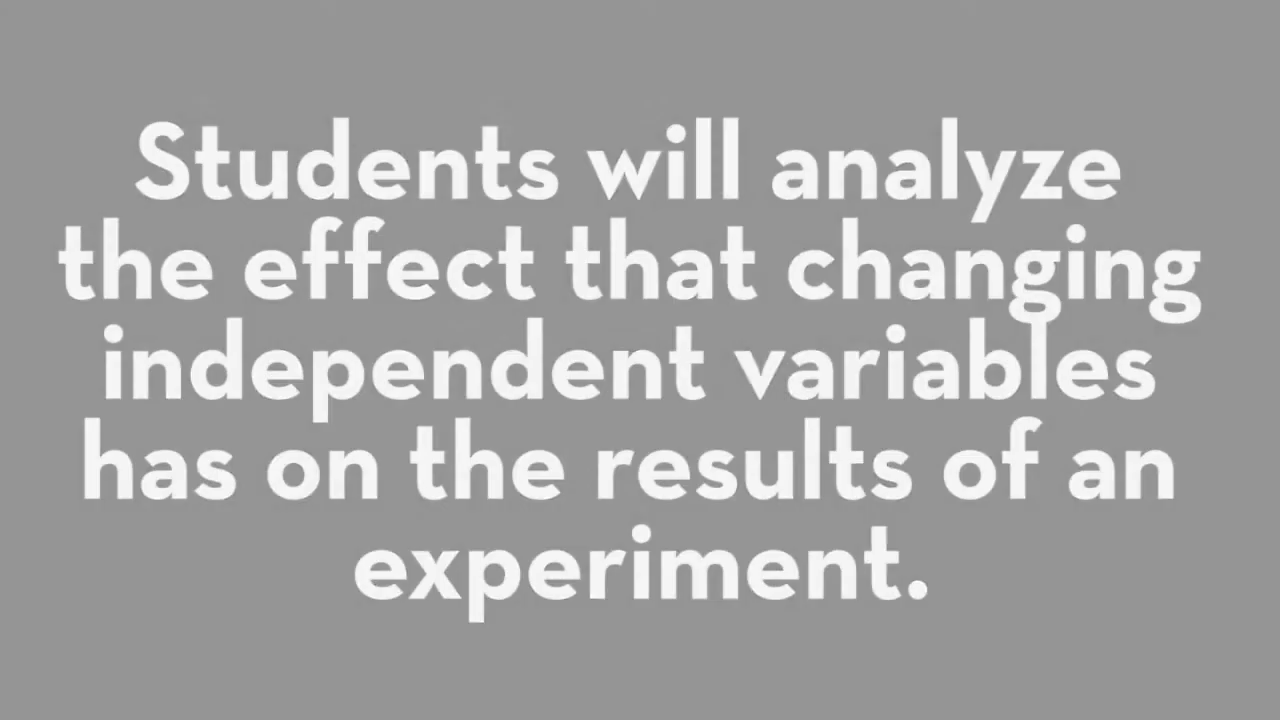 Students will analyze
the effect that changing
independent variables
has on the results of an
experiment.